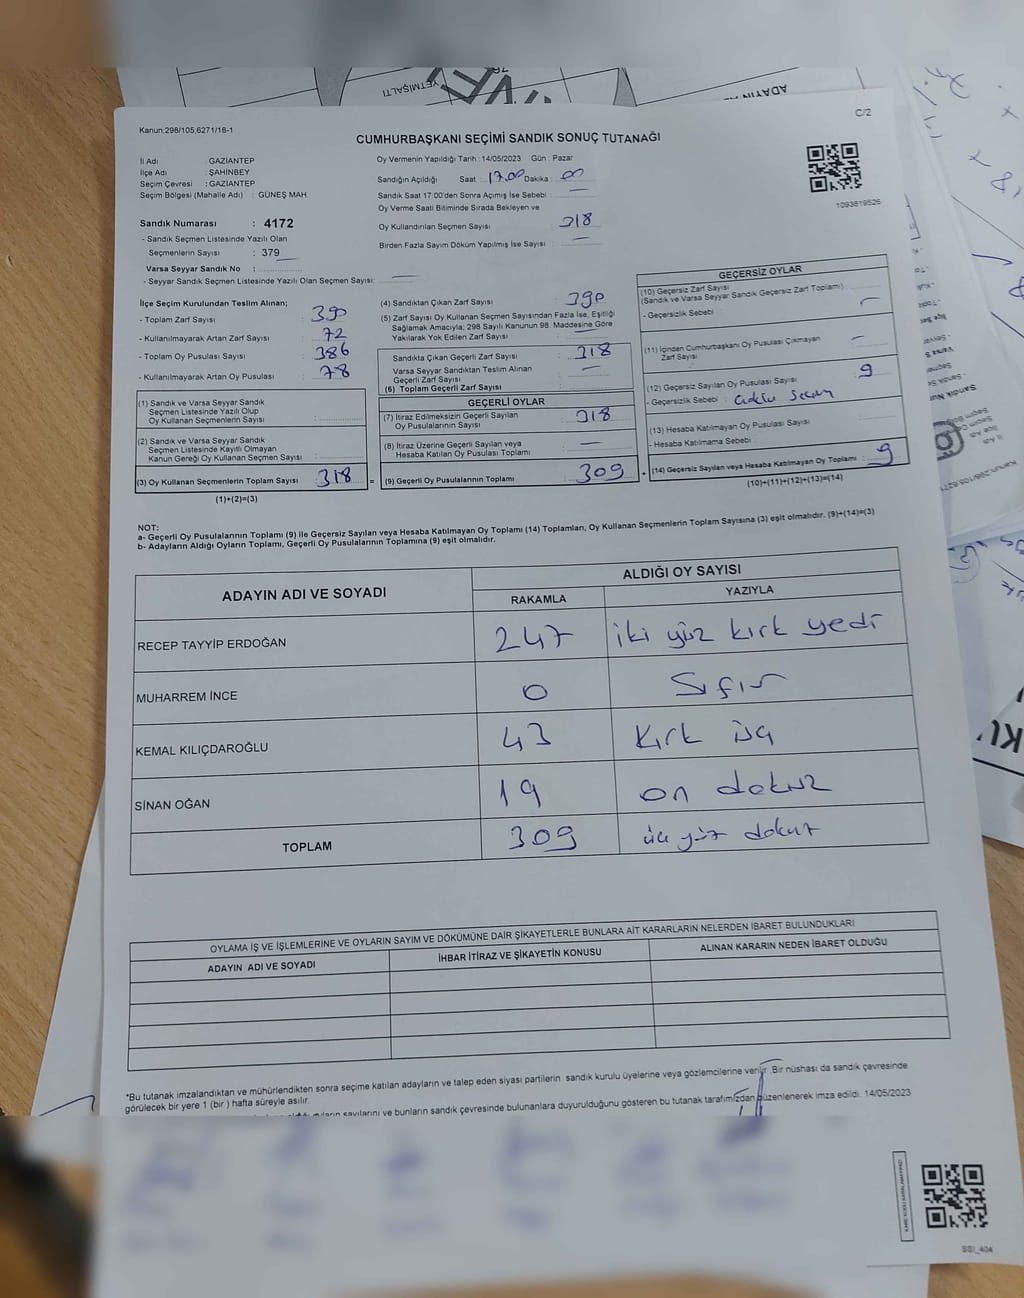 C/2
Kanun:298/105,6271/16-1
CUMHURBAŞKANI SEÇİMİ SANDIK SONUÇ TUTANAĞI
1093819526
İl Adı : GAZİANTEP
İlçe Adı : ŞAHİNBEY
Seçim Çevresi : GAZİANTEP
Seçim Bölgesi (Mahalle Adı) : GÜNEŞ MAH.
Sandık Numarası : 4172
- Sandık Seçmen Listesinde Yazılı Olan
Seçmenlerin Sayısı : 379
Varsa Seyyar Sandık No :
- Seyyar Sandık Seçmen Listesinde Yazılı Olan Seçmen Sayısı:
Oy Vermenin Yapıldığı Tarih : 14/05/2023 Gün : Pazar
Sandığın Açıldığı Saat : 17.00 Dakika : 00
Sandık Saat 17:00'den Sonra Açımış İse Sebebi :
Oy Verme Saati Bitiminde Sırada Bekleyen ve
Oy Kullandırılan Seçmen Sayısı : 318
Birden Fazla Sayım Döküm Yapılmış İse Sayısı :
İlçe Seçim Kurulundan Teslim Alınan;
- Toplam Zarf Sayısı : 390
- Kullanılmayarak Artan Zarf Sayısı : 72
- Toplam Oy Pusulası Sayısı : 386
- Kullanılmayarak Artan Oy Pusulası : 78
(1) Sandık ve Varsa Seyyar Sandık
Seçmen Listesinde Yazılı Olup
Oy Kullanan Seçmenlerin Sayısı :
(2) Sandık ve Varsa Seyyar Sandık
Seçmen Listesinde Kayıtlı Olmayan
Kanun Gereği Oy Kullanan Seçmen Sayısı :
(3) Oy Kullanan Seçmenlerin Toplam Sayısı : 318 =
(1)+(2)=(3)
(4) Sandıktan Çıkan Zarf Sayısı : 390
(5) Zarf Sayısı Oy Kullanan Seçmen Sayısından Fazla İse, Eşitliği
Sağlamak Amacıyla; 298 Sayılı Kanunun 98. Maddesine Göre
Yakılarak Yok Edilen Zarf Sayısı :
Sandıkta Çıkan Geçerli Zarf Sayısı : 318
Varsa Seyyar Sandıktan Teslim Alınan
Geçerli Zarf Sayısı
(6) Toplam Geçerli Zarf Sayısı :
GEÇERLİ OYLAR
(7) İtiraz Edilmeksizin Geçerli Sayılan
Oy Pusulalarının Sayısı : 318
(8) İtiraz Üzerine Geçerli Sayılan veya
Hesaba Katılan Oy Pusulası Toplamı :
(9) Geçerli Oy Pusulalarının Toplamı : 309 +
GEÇERSİZ OYLAR
(10) Geçersiz Zarf Sayısı
(Sandık ve Varsa Seyyar Sandık Geçersiz Zarf Toplamı) :
- Geçersizlik Sebebi :
(11) İçinden Cumhurbaşkanı Oy Pusulası Çıkmayan
Zarf Sayısı
(12) Geçersiz Sayılan Oy Pusulası Sayısı : 9
- Geçersizlik Sebebi :
(13) Hesaba Katılmayan Oy Pusulası Sayısı :
- Hesaba Katılmama Sebebi :
(14) Geçersiz Sayılan veya Hesaba Katılmayan Oy Toplamı : 9
(10)+(11)+(12)+(13)=(14)
NOT:
a- Geçerli Oy Pusulalarının Toplamı (9) ile Geçersiz Sayılan veya Hesaba Katılmayan Oy Toplamı (14) Toplamları, Oy Kullanan Seçmenlerin Toplam Sayısına (3) eşit olmalıdır. (9)+(14)=(3)
b- Adayların Aldığı Oyların Toplamı, Geçerli Oy Pusulalarının Toplamına (9) eşit olmalıdır.
ADAYIN ADI VE SOYADI ALDIĞI OY SAYISI
RAKAMLA YAZIYLA
RECEP TAYYİP ERDOĞAN 247 iki yüz kırk yedi
MUHARREM İNCE 0 Sıfır
KEMAL KILIÇDAROĞLU 43 Kırk üç
SİNAN OĞAN 19 on dokuz
TOPLAM 309 üç yüz dokuz
OYLAMA İŞ VE İŞLEMLERİNE VE OYLARIN SAYIM VE DÖKÜMÜNE DAİR ŞİKAYETLERLE BUNLARA AİT KARARLARIN NELERDEN İBARET BULUNDUKLARI
ADAYIN ADI VE SOYADI İHBAR İTİRAZ VE ŞİKAYETİN KONUSU ALINAN KARARIN NEDEN İBARET OLDUĞU
*Bu tutanak imzalandıktan ve mühürlendikten sonra seçime katılan adayların ve talep eden siyasi partilerin sandık kurulu üyelerine veya gözlemcilerine verilir. Bir nüshası da sandık çevresinde
görülecek bir yere 1 (bir) hafta süreyle asılır.
sayılarını ve bunların sandık çevresinde bulunanlara duyurulduğunu gösteren bu tutanak tarafımızdan düzenlenerek imza edildi. 14/05/2023
SSI_404